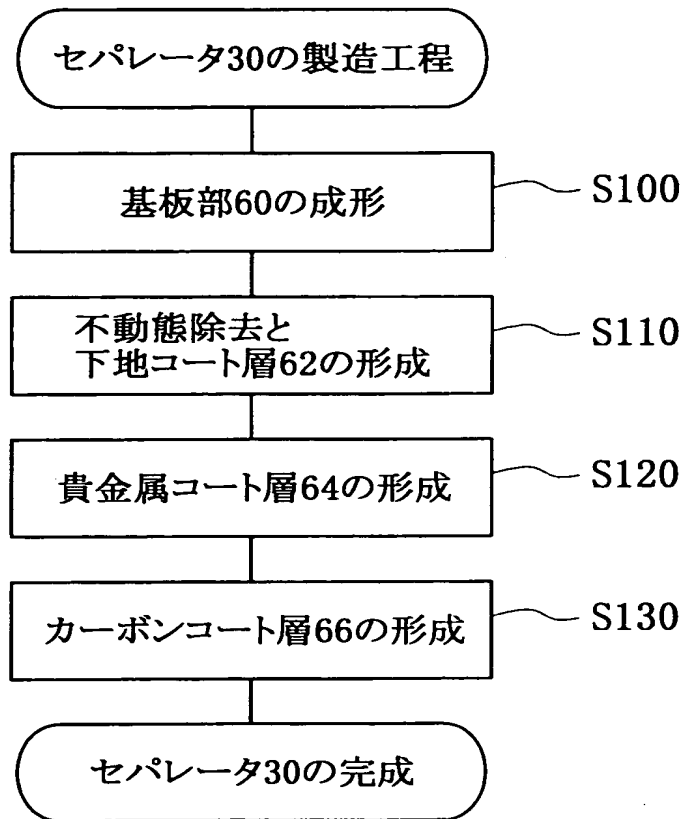 セパレータ30の製造工程
基板部60の成形
S100
不動態除去と
下地コート層62の形成
S110
貴金属コート層64の形成
S120
カーボンコート層66の形成
S130
セパレータ30の完成